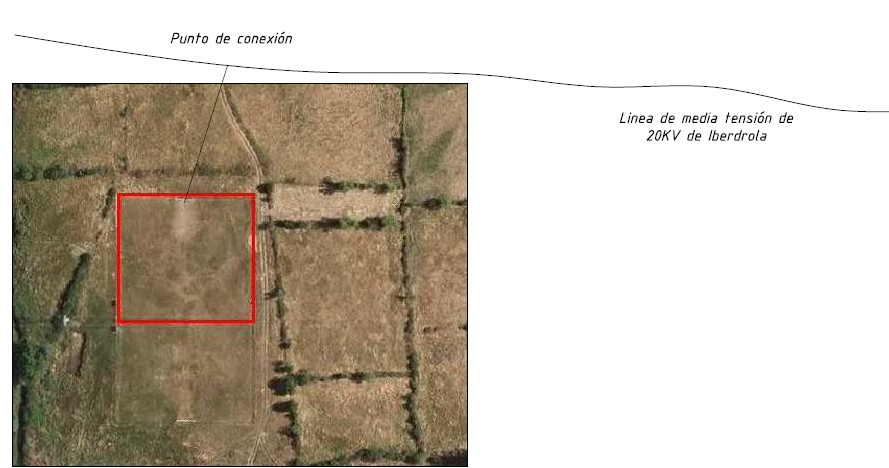 Punto de conexión
Linea de media tensión de
20KV de Iberdrola